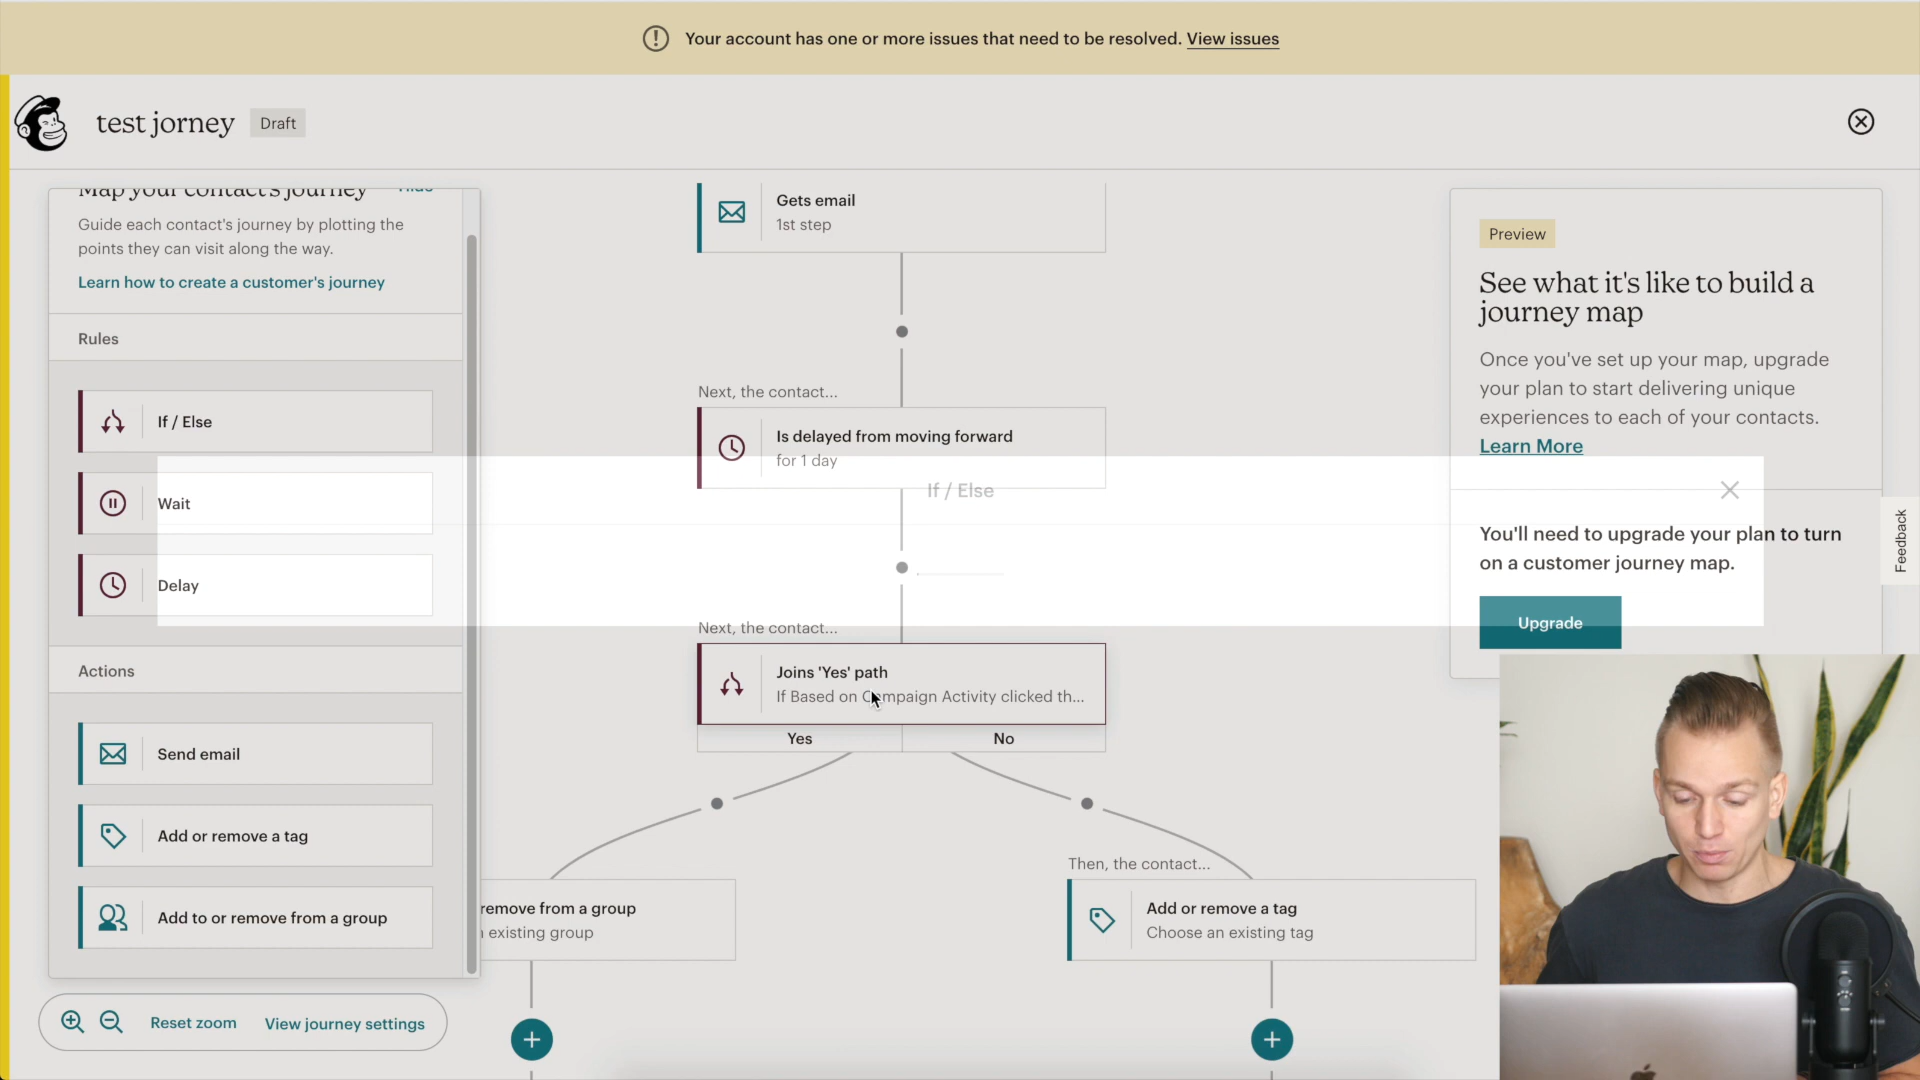 Your account has one or more issues that need to be resolved. View issues
test jorney
Draft
Map your contact's journey
Hide
Guide each contact's journey by plotting the
points they can visit along the way.
Learn how to create a customer's journey
Rules
If / Else
Wait
Delay
Actions
Send email
Add or remove a tag
Add to or remove from a group
Reset zoom
View journey settings
Gets email
1st step
Next, the contact...
Is delayed from moving forward
for 1 day
If / Else
Next, the contact...
Joins 'Yes' path
If Based on Campaign Activity clicked th...
Yes
No
remove from a group
existing group
Then, the contact...
Add or remove a tag
Choose an existing tag
Preview
See what it's like to build a
journey map
Once you've set up your map, upgrade
your plan to start delivering unique
experiences to each of your contacts.
Learn More
You'll need to upgrade your plan to turn
on a customer journey map.
Upgrade
Feedback